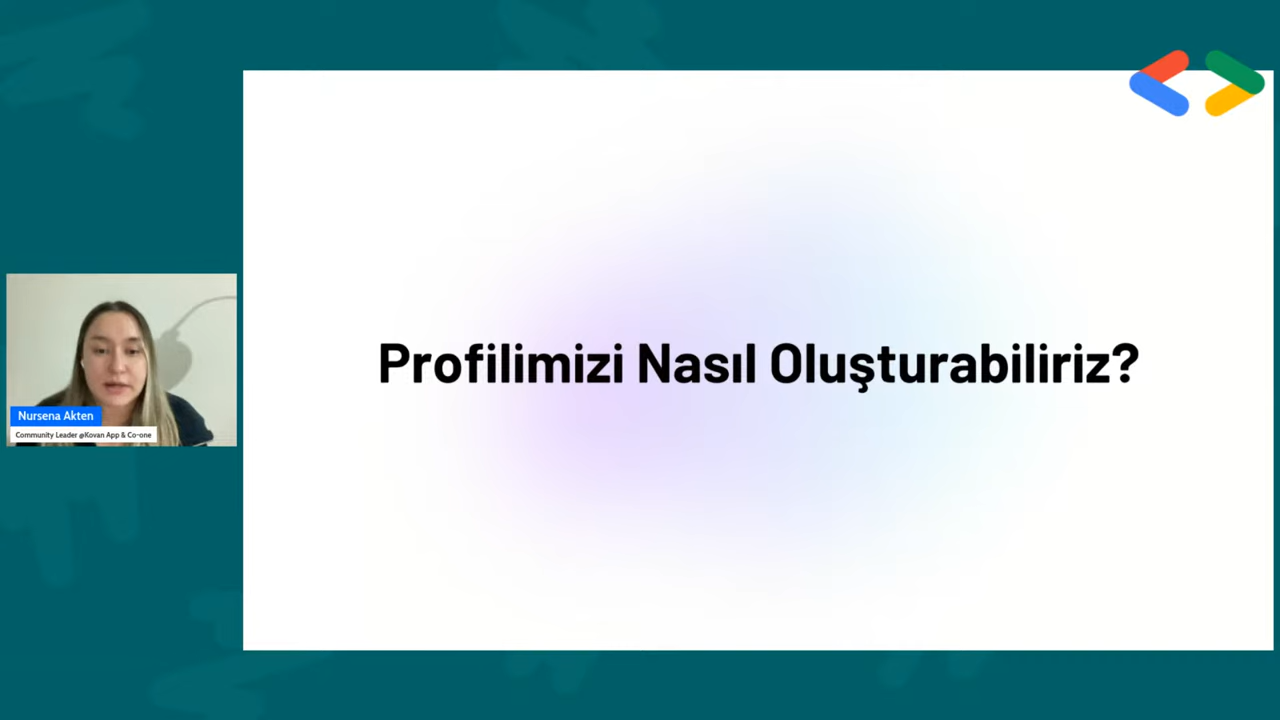 Profilimizi Nasıl Oluşturabiliriz?
Nursena Akten
Community Leader @Kovan App & Co-one